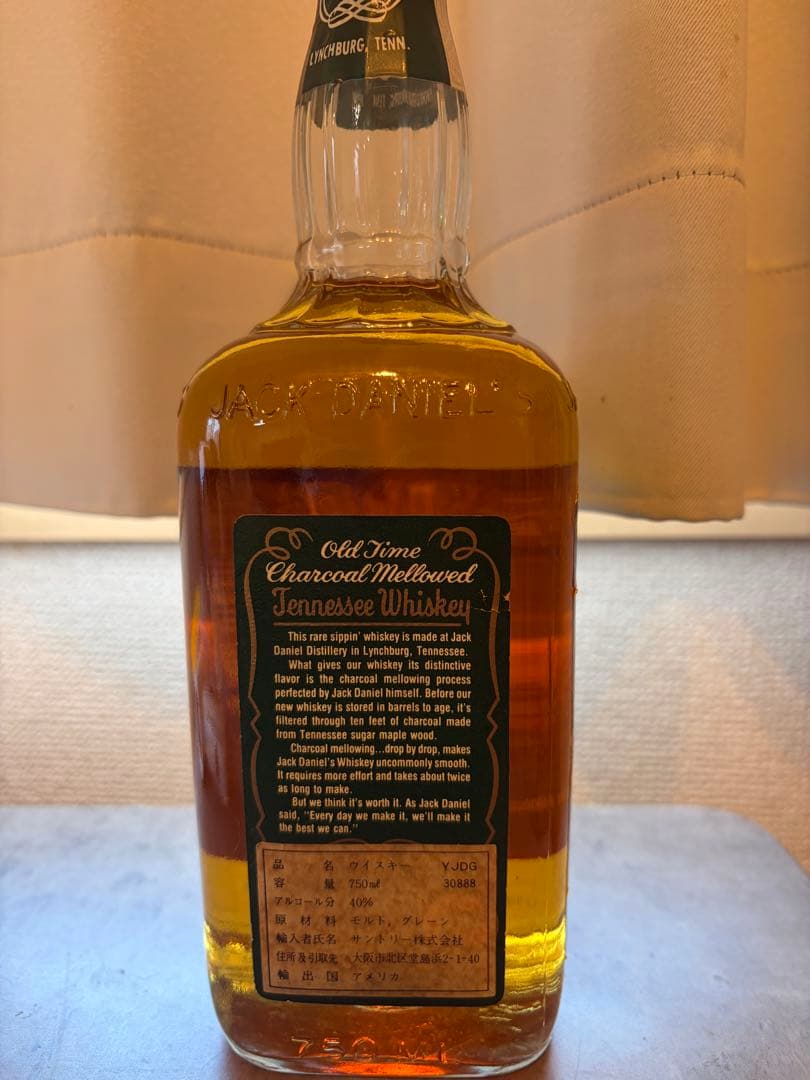 LYNCHBURG, TENN.
JACK DANIEL'S
Old Time
Charcoal Mellowed
Tennessee Whiskey
This rare sippin' whiskey is made at Jack
Daniel Distillery in Lynchburg, Tennessee.
What gives our whiskey its distinctive
flavor is the charcoal mellowing process
perfected by Jack Daniel himself. Before our
new whiskey is stored in barrels to age, it's
filtered through ten feet of charcoal made
from Tennessee sugar maple wood.
Charcoal mellowing...drop by drop, makes
Jack Daniel's Whiskey uncommonly smooth.
It requires more effort and takes about twice
as long to make.
But we think it's worth it. As Jack Daniel
said, "Every day we make it, we'll make it
the best we can."
品名 ウイスキー YJDG
容量 750㎖ 30888
アルコール分 40%
原材料 モルト, グレーン
輸入者氏名 サントリー株式会社
住所及引取先 大阪市北区堂島浜2-1-40
輸出国 アメリカ
750 ML